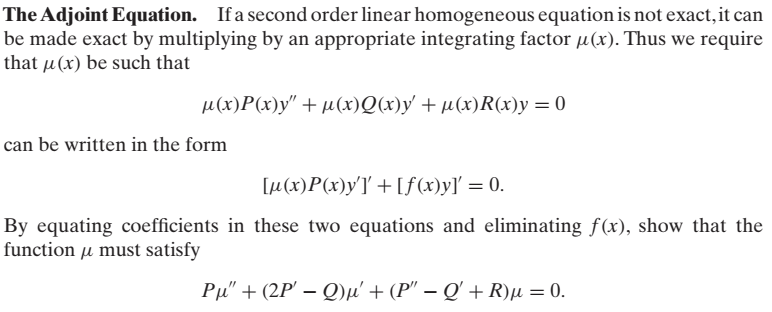 The Adjoint Equation. If a second order linear homogeneous equation is not exact, it can
be made exact by multiplying by an appropriate integrating factor μ(x). Thus we require
that μ(x) be such that
μ(x)P(x)y″ + μ(x)Q(x)y′ + μ(x)R(x)y = 0
can be written in the form
[μ(x)P(x)y′]′ + [f(x)y]′ = 0.
By equating coefficients in these two equations and eliminating f(x), show that the
function μ must satisfy
Pμ″ + (2P′ − Q)μ′ + (P″ − Q′ + R)μ = 0.